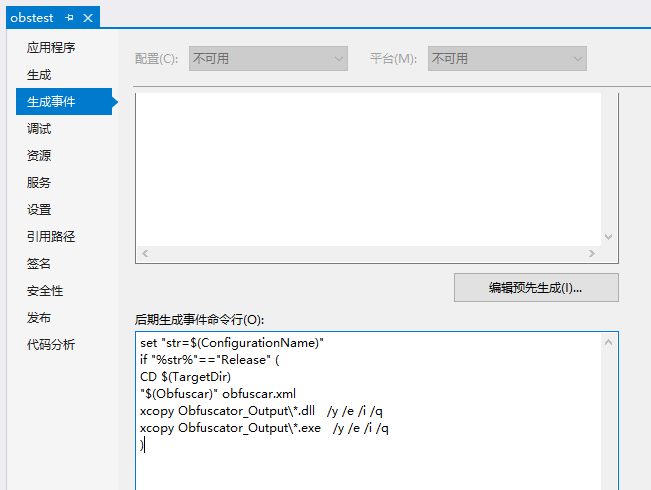 obstest
应用程序
生成
生成事件
调试
资源
服务
设置
引用路径
签名
安全性
发布
代码分析
配置(C): 不可用 平台(M): 不可用
编辑预先生成(I)...
后期生成事件命令行(O):
set "str=$(ConfigurationName)"
if "%str%"=="Release" (
CD $(TargetDir)
"$(Obfuscar)" obfuscar.xml
xcopy Obfuscator_Output\*.dll /y /e /i /q
xcopy Obfuscator_Output\*.exe /y /e /i /q
)